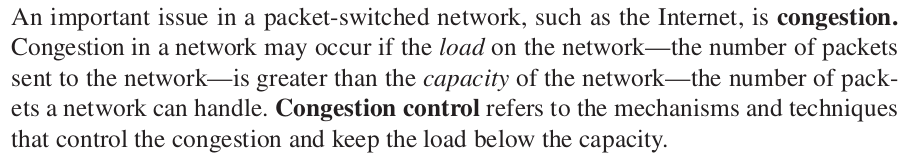 An important issue in a packet-switched network, such as the Internet, is congestion.
Congestion in a network may occur if the load on the network—the number of packets
sent to the network—is greater than the capacity of the network—the number of pack-
ets a network can handle. Congestion control refers to the mechanisms and techniques
that control the congestion and keep the load below the capacity.